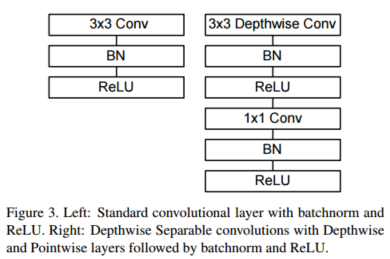 3x3 Conv
BN
ReLU
3x3 Depthwise Conv
BN
ReLU
1x1 Conv
BN
ReLU
Figure 3. Left: Standard convolutional layer with batchnorm and
ReLU. Right: Depthwise Separable convolutions with Depthwise
and Pointwise layers followed by batchnorm and ReLU.